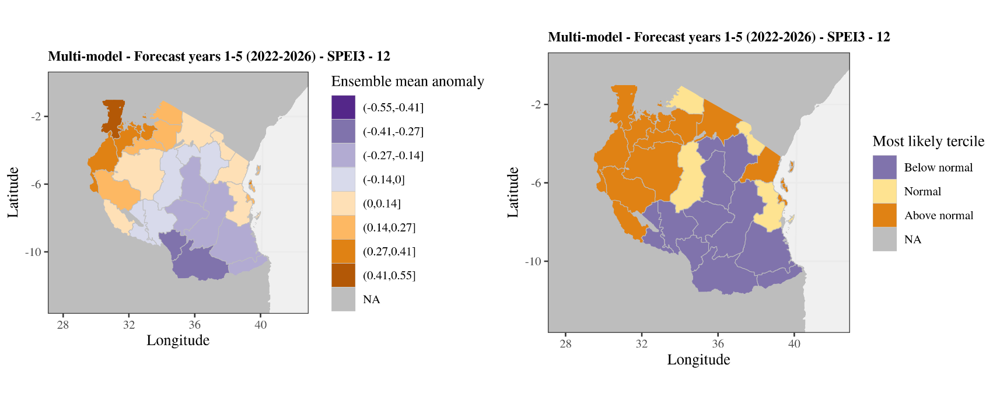 Multi-model - Forecast years 1-5 (2022-2026) - SPEI3 - 12
Ensemble mean anomaly
(-0.55,-0.41]
(-0.41,-0.27]
(-0.27,-0.14]
(-0.14,0]
(0,0.14]
(0.14,0.27]
(0.27,0.41]
(0.41,0.55]
NA
Latitude
-2
-6
-10
28
32
36
40
Longitude
Multi-model - Forecast years 1-5 (2022-2026) - SPEI3 - 12
Most likely tercile
Below normal
Normal
Above normal
NA
Latitude
-2
-6
-10
28
32
36
40
Longitude